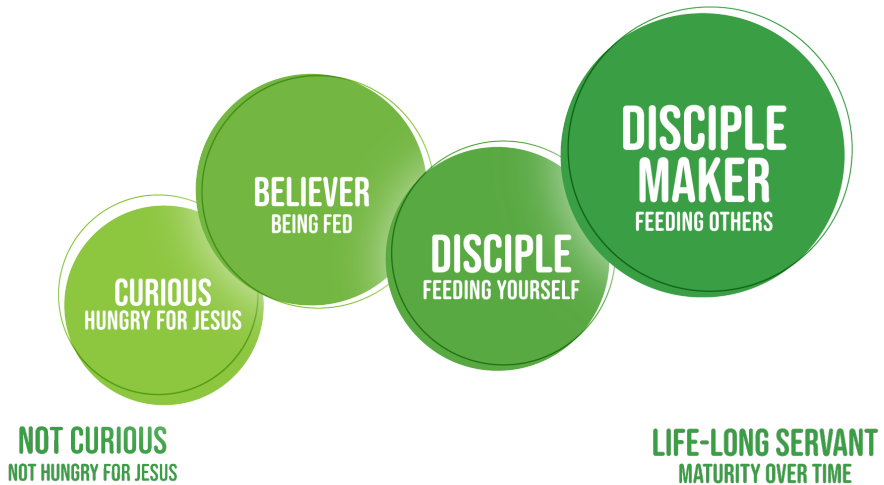 DISCIPLE
MAKER
FEEDING OTHERS
BELIEVER
BEING FED
DISCIPLE
FEEDING YOURSELF
CURIOUS
HUNGRY FOR JESUS
NOT CURIOUS
NOT HUNGRY FOR JESUS
LIFE-LONG SERVANT
MATURITY OVER TIME